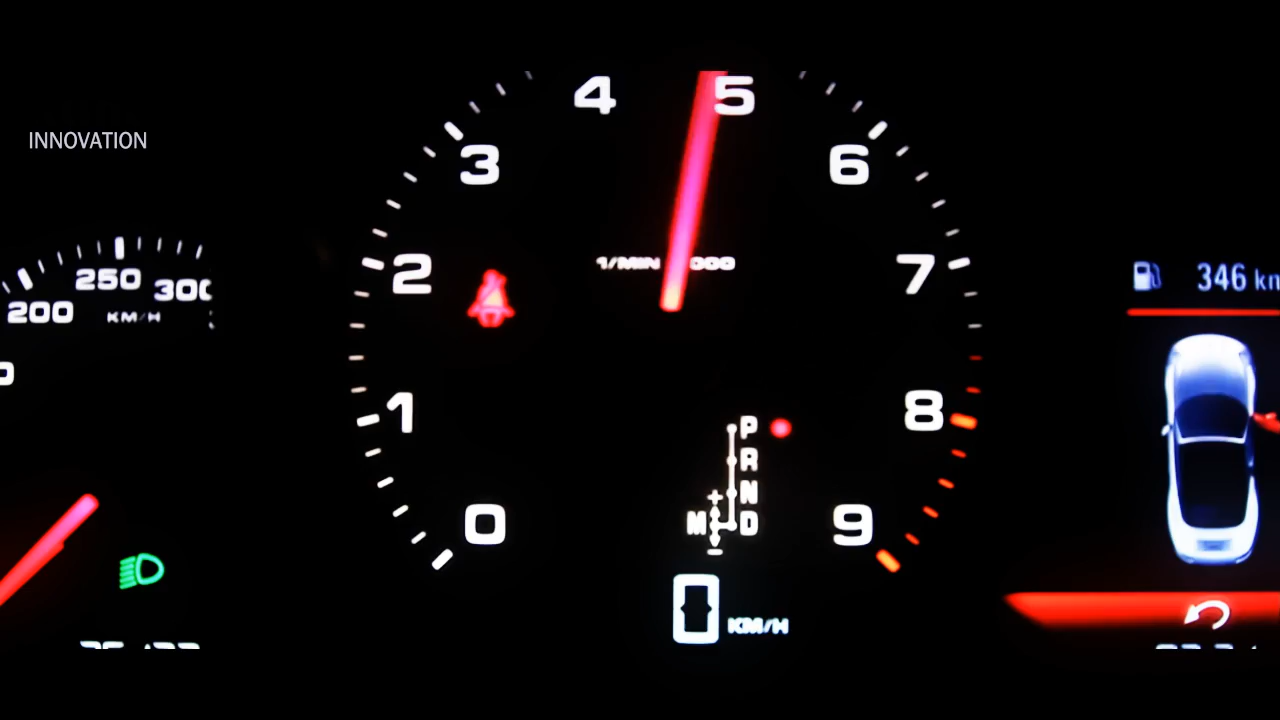 INNOVATION
4 5
3 6
2 7
1/MIN 000
200 250 300
KM/H
346 km
1 8
P
R
N
M D
+
−
0 9
0 KM/H